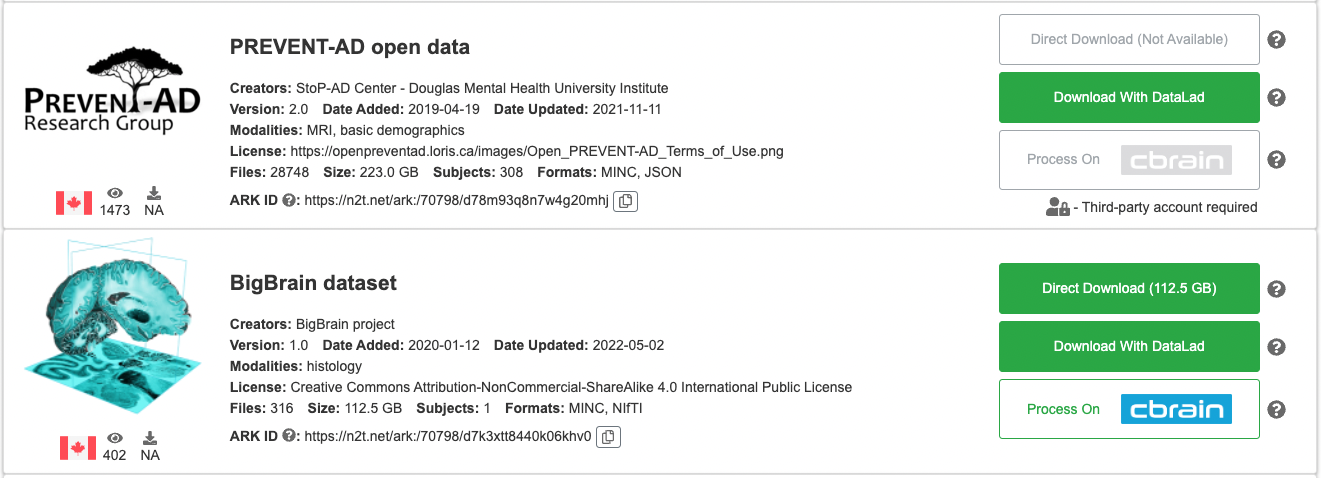 PREVENT-AD
Research Group
1473 NA
PREVENT-AD open data
Creators: StoP-AD Center - Douglas Mental Health University Institute
Version: 2.0 Date Added: 2019-04-19 Date Updated: 2021-11-11
Modalities: MRI, basic demographics
License: https://openpreventad.loris.ca/images/Open_PREVENT-AD_Terms_of_Use.png
Files: 28748 Size: 223.0 GB Subjects: 308 Formats: MINC, JSON
ARK ID ?: https://n2t.net/ark:/70798/d78m93q8n7w4g20mhj
Direct Download (Not Available) ?
Download With DataLad ?
Process On cbrain ?
- Third-party account required
402 NA
BigBrain dataset
Creators: BigBrain project
Version: 1.0 Date Added: 2020-01-12 Date Updated: 2022-05-02
Modalities: histology
License: Creative Commons Attribution-NonCommercial-ShareAlike 4.0 International Public License
Files: 316 Size: 112.5 GB Subjects: 1 Formats: MINC, NIfTI
ARK ID ?: https://n2t.net/ark:/70798/d7k3xtt8440k06khv0
Direct Download (112.5 GB) ?
Download With DataLad ?
Process On cbrain ?